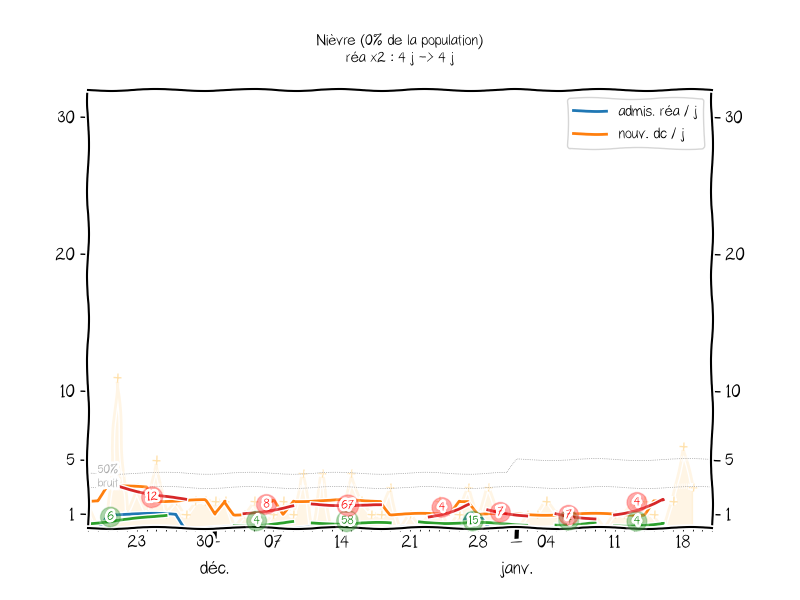 Nièvre (0% de la population)
réa x2 : 4 j -> 4 j
admis. réa / j
nouv. dc / j
30 30
20 20
10 10
5 5
1 1
50%
bruit
12 8 67 4 7 7 4
6 4 58 15 4
23 30 07 14 21 28 04 11 18
déc. janv.